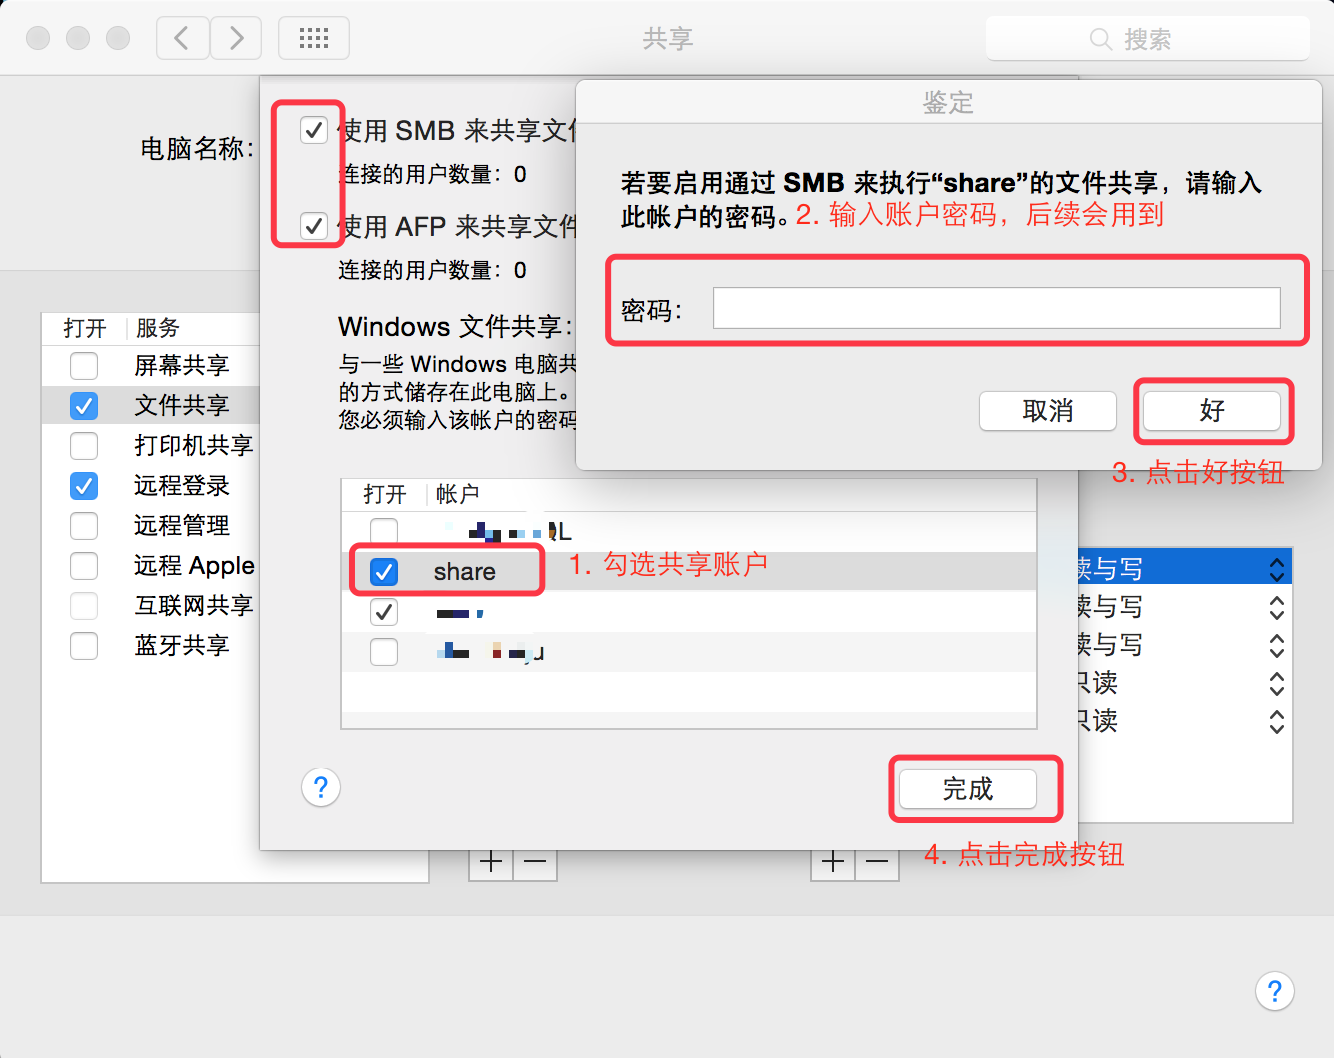 共享
搜索
鉴定
电脑名称：
使用 SMB 来共享文件
连接的用户数量：0
使用 AFP 来共享文件
连接的用户数量：0
Windows 文件共享：
与一些 Windows 电脑共
的方式储存在此电脑上。
您必须输入该帐户的密码
若要启用通过 SMB 来执行“share”的文件共享，请输入
此帐户的密码。
2. 输入账户密码，后续会用到
密码：
取消
好
3. 点击好按钮
打开 服务
屏幕共享
文件共享
打印机共享
远程登录
远程管理
远程 Apple
互联网共享
蓝牙共享
打开 帐户
share
1. 勾选共享账户
读与写
读与写
读与写
只读
只读
?
完成
4. 点击完成按钮
?